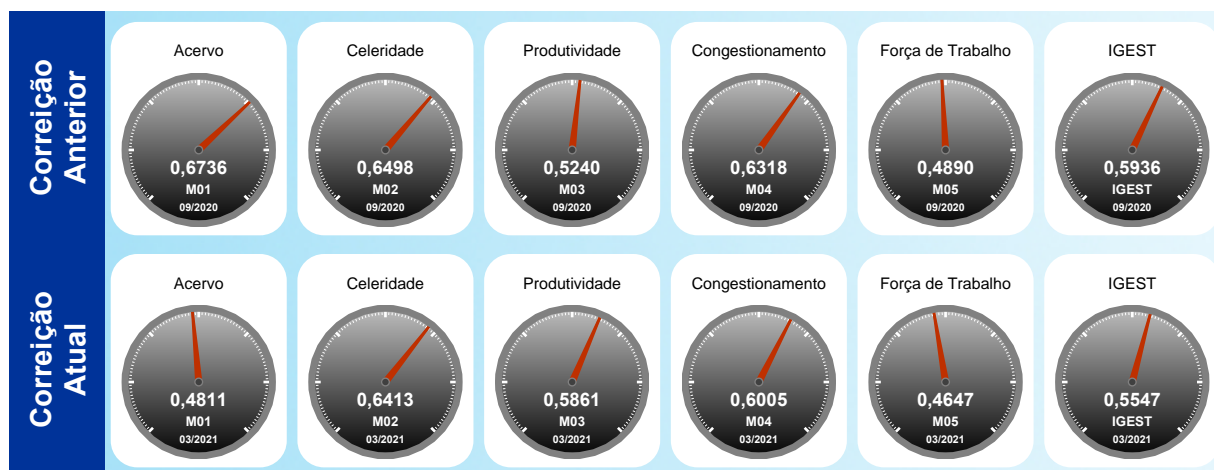 Correição
Anterior
Acervo
0,6736
M01
09/2020
Celeridade
0,6498
M02
09/2020
Produtividade
0,5240
M03
09/2020
Congestionamento
0,6318
M04
09/2020
Força de Trabalho
0,4890
M05
09/2020
IGEST
0,5936
IGEST
09/2020
Correição
Atual
Acervo
0,4811
M01
03/2021
Celeridade
0,6413
M02
03/2021
Produtividade
0,5861
M03
03/2021
Congestionamento
0,6005
M04
03/2021
Força de Trabalho
0,4647
M05
03/2021
IGEST
0,5547
IGEST
03/2021